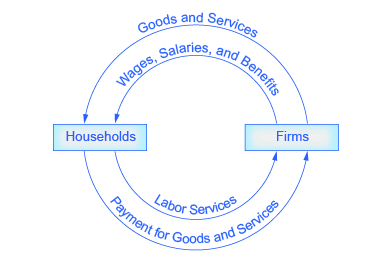 Goods and Services
Wages, Salaries, and Benefits
Households
Firms
Labor Services
Payment for Goods and Services